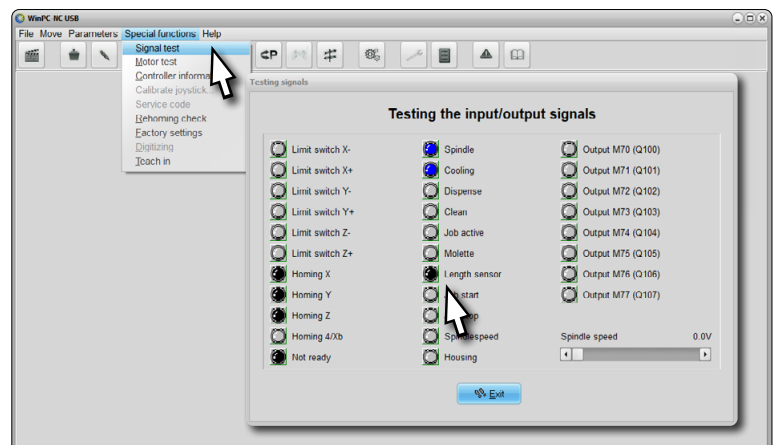 WinPC-NC USB
File Move Parameters Special functions Help
Signal test
Motor test
Controller informa
Calibrate joystick...
Service code
Rehoming check
Factory settings
Digitizing
Teach in
Testing signals
Testing the input/output signals
Limit switch X-
Limit switch X+
Limit switch Y-
Limit switch Y+
Limit switch Z-
Limit switch Z+
Homing X
Homing Y
Homing Z
Homing 4/Xb
Not ready
Spindle
Cooling
Dispense
Clean
Job active
Molette
Length sensor
start
Spindlespeed
Housing
Output M70 (Q100)
Output M71 (Q101)
Output M72 (Q102)
Output M73 (Q103)
Output M74 (Q104)
Output M75 (Q105)
Output M76 (Q106)
Output M77 (Q107)
Spindle speed 0.0V
Exit